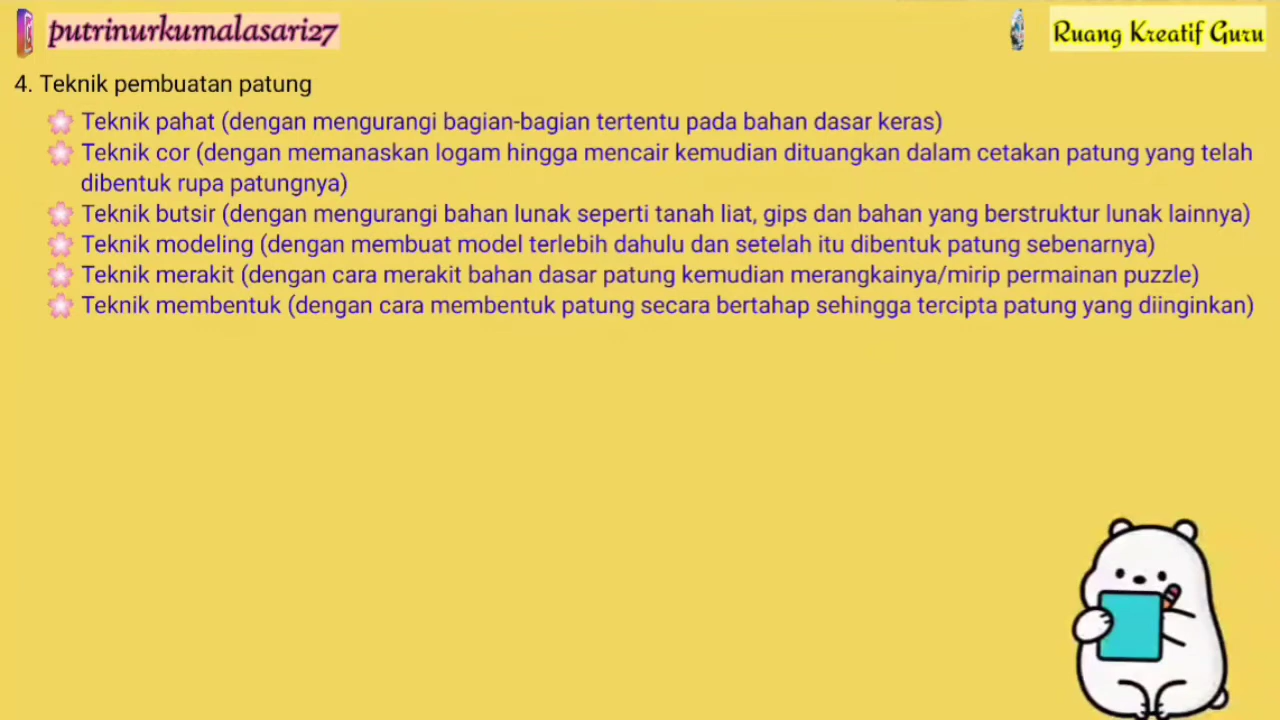 putrinurkumalasari27
Ruang Kreatif Guru
4. Teknik pembuatan patung
Teknik pahat (dengan mengurangi bagian-bagian tertentu pada bahan dasar keras)
Teknik cor (dengan memanaskan logam hingga mencair kemudian dituangkan dalam cetakan patung yang telah
dibentuk rupa patungnya)
Teknik butsir (dengan mengurangi bahan lunak seperti tanah liat, gips dan bahan yang berstruktur lunak lainnya)
Teknik modeling (dengan membuat model terlebih dahulu dan setelah itu dibentuk patung sebenarnya)
Teknik merakit (dengan cara merakit bahan dasar patung kemudian merangkainya/mirip permainan puzzle)
Teknik membentuk (dengan cara membentuk patung secara bertahap sehingga tercipta patung yang diinginkan)